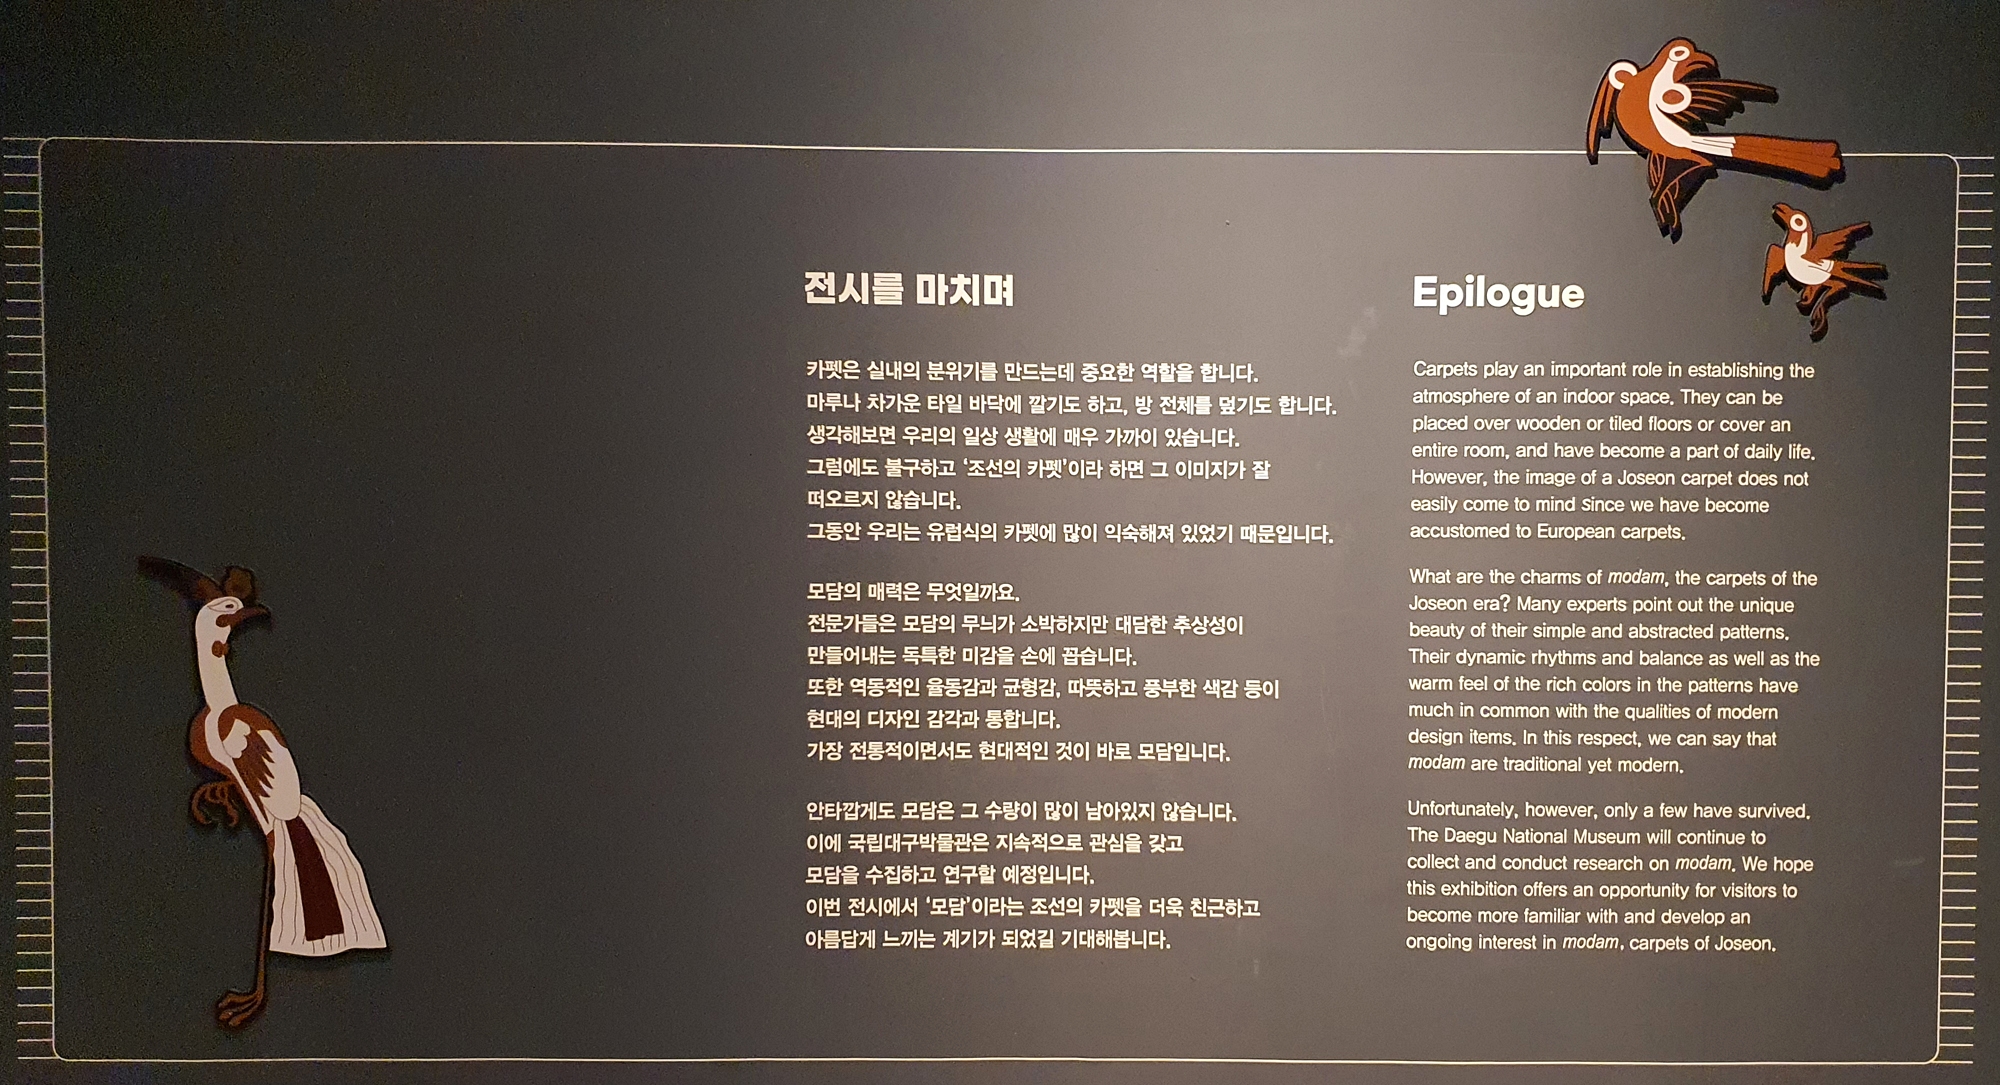 전시를 마치며
카펫은 실내의 분위기를 만드는데 중요한 역할을 합니다.
마루나 차가운 타일 바닥에 깔기도 하고, 방 전체를 덮기도 합니다.
생각해보면 우리의 일상 생활에 매우 가까이 있습니다.
그럼에도 불구하고 ‘조선의 카펫’이라 하면 그 이미지가 잘
떠오르지 않습니다.
그동안 우리는 유럽식의 카펫에 많이 익숙해져 있었기 때문입니다.
모담의 매력은 무엇일까요.
전문가들은 모담의 무늬가 소박하지만 대담한 추상성이
만들어내는 독특한 미감을 손에 꼽습니다.
또한 역동적인 율동감과 균형감, 따뜻하고 풍부한 색감 등이
현대의 디자인 감각과 통합니다.
가장 전통적이면서도 현대적인 것이 바로 모담입니다.
안타깝게도 모담은 그 수량이 많이 남아있지 않습니다.
이에 국립대구박물관은 지속적으로 관심을 갖고
모담을 수집하고 연구할 예정입니다.
이번 전시에서 ‘모담’이라는 조선의 카펫을 더욱 친근하고
아름답게 느끼는 계기가 되었길 기대해봅니다.
Epilogue
Carpets play an important role in establishing the
atmosphere of an indoor space. They can be
placed over wooden or tiled floors or cover an
entire room, and have become a part of daily life.
However, the image of a Joseon carpet does not
easily come to mind since we have become
accustomed to European carpets.
What are the charms of modam, the carpets of the
Joseon era? Many experts point out the unique
beauty of their simple and abstracted patterns.
Their dynamic rhythms and balance as well as the
warm feel of the rich colors in the patterns have
much in common with the qualities of modern
design items. In this respect, we can say that
modam are traditional yet modern.
Unfortunately, however, only a few have survived.
The Daegu National Museum will continue to
collect and conduct research on modam. We hope
this exhibition offers an opportunity for visitors to
become more familiar with and develop an
ongoing interest in modam, carpets of Joseon.